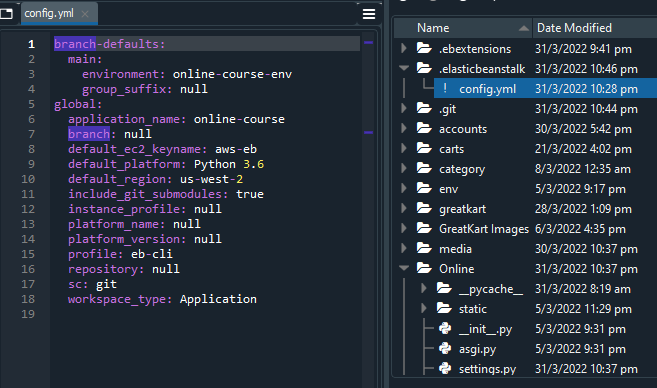 config.yml
1 branch-defaults:
2 main:
3 environment: online-course-env
4 group_suffix: null
5 global:
6 application_name: online-course
7 branch: null
8 default_ec2_keyname: aws-eb
9 default_platform: Python 3.6
10 default_region: us-west-2
11 include_git_submodules: true
12 instance_profile: null
13 platform_name: null
14 platform_version: null
15 profile: eb-cli
16 repository: null
17 sc: git
18 workspace_type: Application
19
Name Date Modified
.ebextensions 31/3/2022 9:41 pm
.elasticbeanstalk 31/3/2022 10:46 pm
! config.yml 31/3/2022 10:28 pm
.git 31/3/2022 10:44 pm
accounts 30/3/2022 5:42 pm
carts 21/3/2022 4:02 pm
category 8/3/2022 12:35 am
env 5/3/2022 9:17 pm
greatkart 28/3/2022 1:09 pm
GreatKart Images 6/3/2022 4:35 pm
media 30/3/2022 10:37 pm
Online 31/3/2022 10:37 pm
__pycache__ 31/3/2022 8:19 am
static 5/3/2022 11:29 pm
__init__.py 5/3/2022 9:31 pm
asgi.py 5/3/2022 9:31 pm
settings.py 31/3/2022 10:37 pm